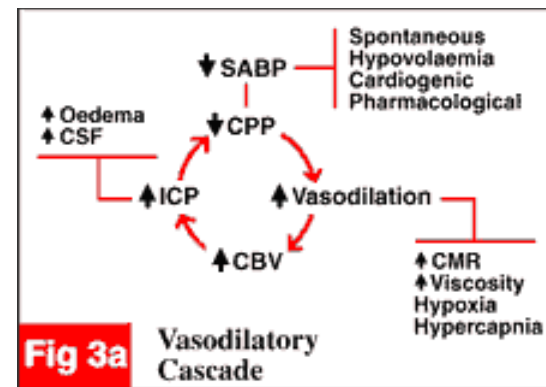 Spontaneous
Hypovolaemia
Cardiogenic
Pharmacological
↓ SABP
↑ Oedema
↑ CSF
↓ CPP
↑ ICP
↑ Vasodilation
↑ CBV
↑ CMR
↑ Viscosity
Hypoxia
Hypercapnia
Fig 3a
Vasodilatory
Cascade